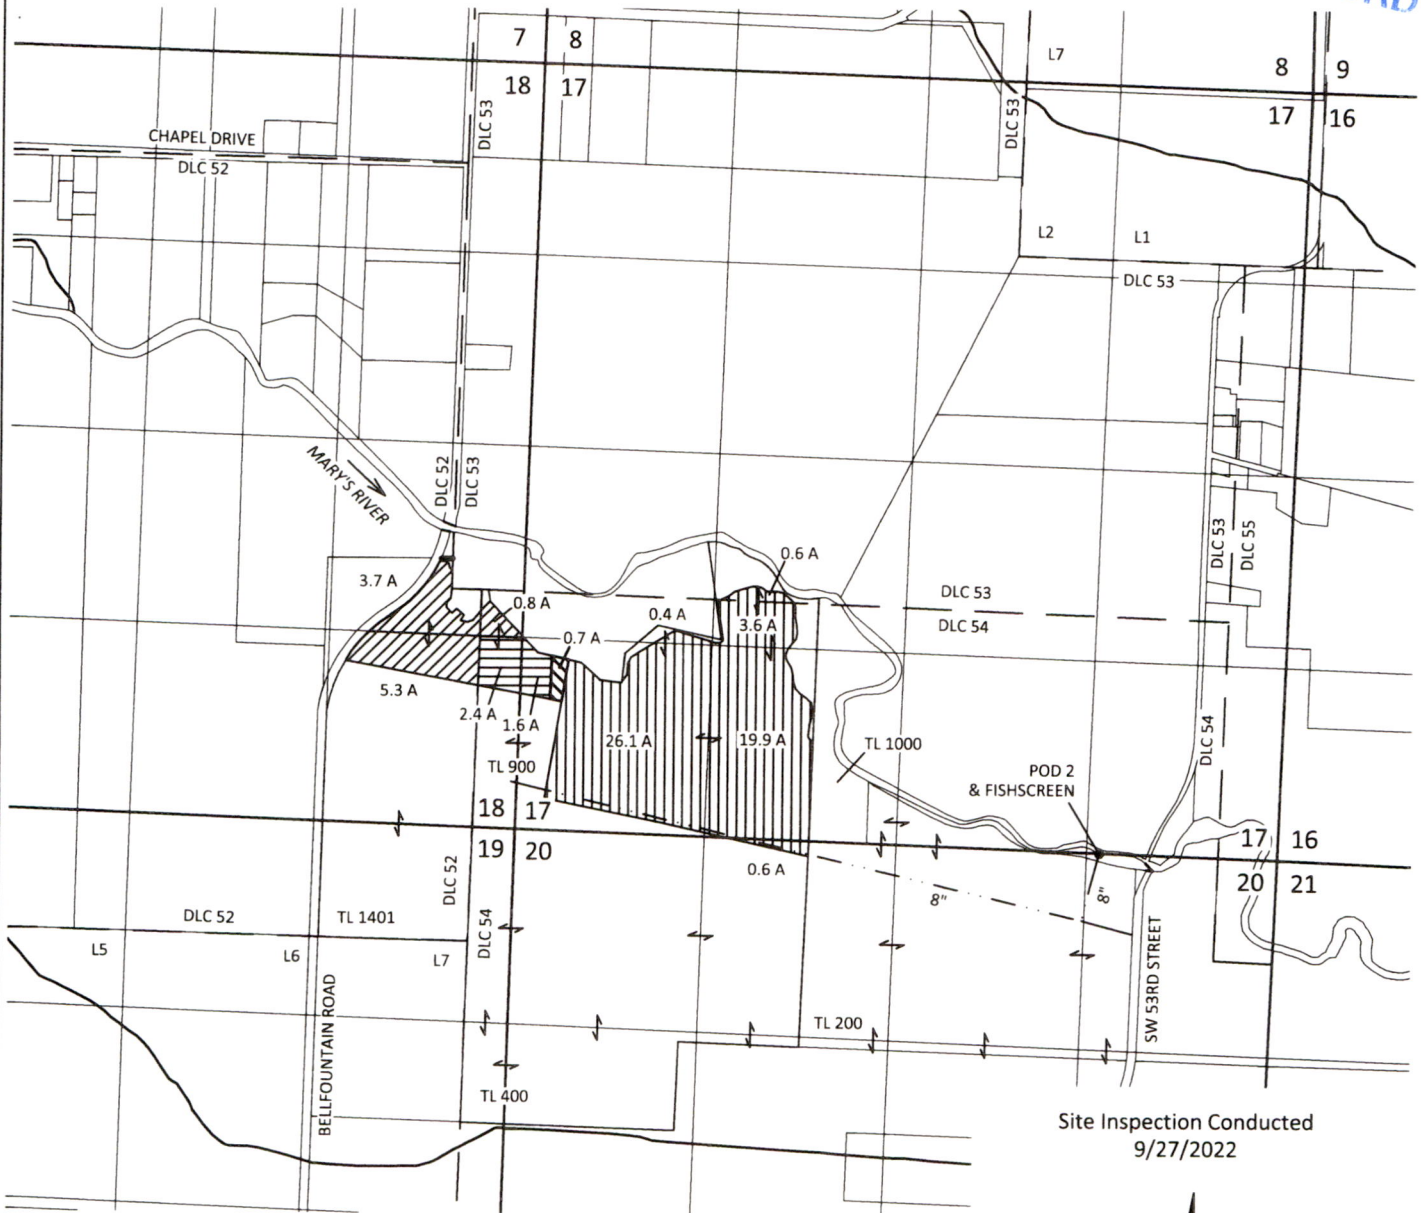 7 8
8 9
18 17
17 16
L7
DLC 53
DLC 53
CHAPEL DRIVE
DLC 52
L2
L1
DLC 53
MARY'S RIVER
DLC 52
DLC 53
DLC 53
DLC 55
3.7 A
0.8 A
0.7 A
0.4 A
0.6 A
3.6 A
DLC 53
DLC 54
5.3 A
2.4 A
1.6 A
26.1 A
19.9 A
TL 900
TL 1000
DLC 54
POD 2
& FISHSCREEN
18 17
19 20
17 16
20 21
0.6 A
8"
8"
DLC 52
DLC 54
DLC 52
TL 1401
L5
L6
L7
BELLFOUNTAIN ROAD
SW 53RD STREET
TL 200
TL 400
Site Inspection Conducted
9/27/2022